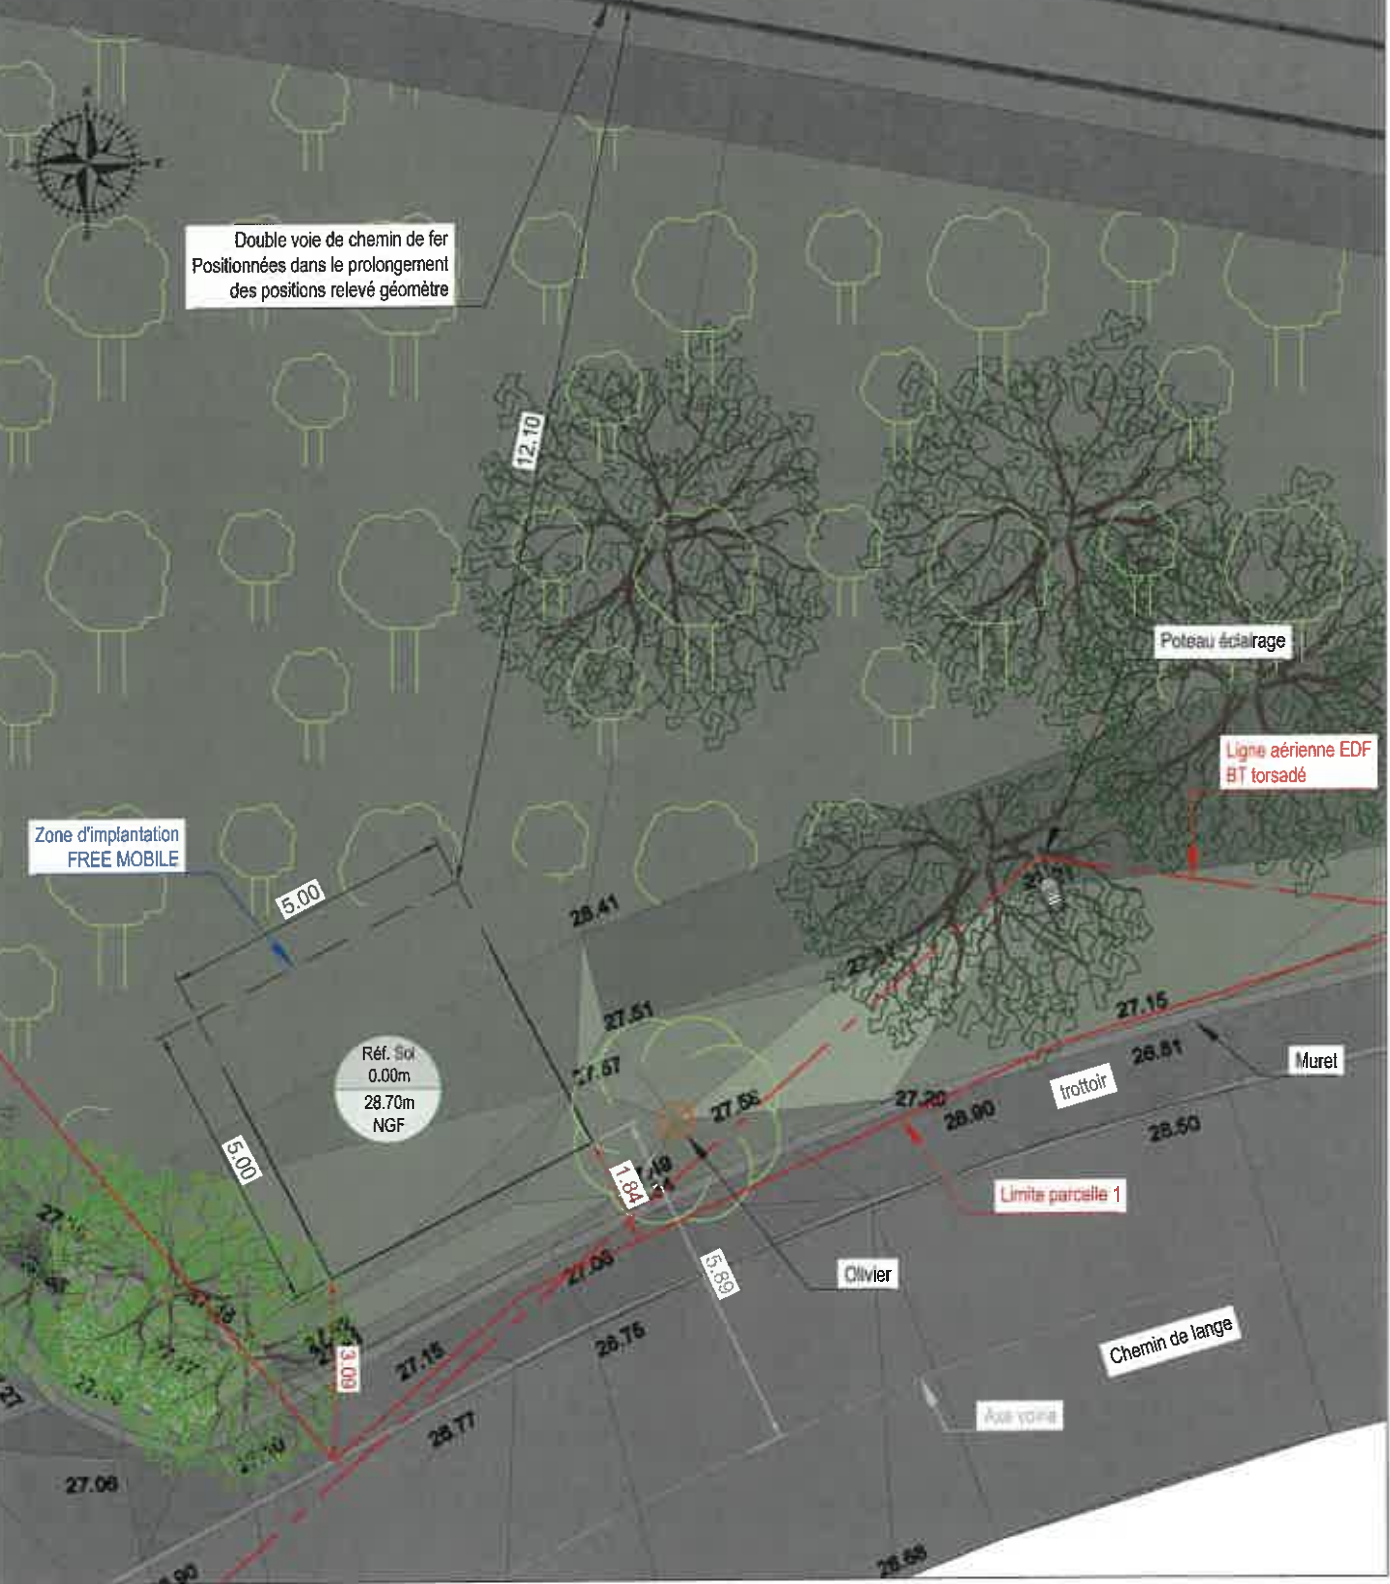 Double voie de chemin de fer
Positionnées dans le prolongement
des positions relevé géomètre
12.10
Poteau éclairage
Ligne aérienne EDF
BT torsadé
Zone d'implantation
FREE MOBILE
5.00
28.41
27.51
27.15
26.81
Muret
Réf. Sol
0.00m
28.70m
NGF
27.57
27.56
27.20
28.90
trottoir
28.50
5.00
1.84
Limite parcelle 1
27.06
5.89
Olivier
26.75
Chemin de lange
3.09
27.15
Axe voirie
26.77
27.06